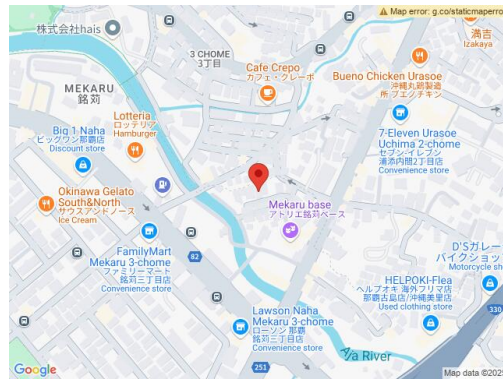 Map error: g.co/staticmaperro
株式会社hais
3 CHOME
3丁目
満吉
Izakaya
Cafe Crepo
カフェ・クレーポ
Bueno Chicken Urasoe
沖縄丸鶏製造
所 ブエノチキン
MEKARU
銘苅
Lotteria
ロッテリア
Hamburger
Big 1 Naha
ビッグワン那覇店
Discount store
7-Eleven Urasoe
Uchima 2-chome
セブン-イレブン
浦添内間2丁目店
Convenience store
Okinawa Gelato
South&North
サウスアンドノース
Ice Cream
Mekaru base
アトリエ銘苅ベース
FamilyMart
Mekaru 3-chome
ファミリーマート
銘苅三丁目店
Convenience store
82
D'Sガレー
バイクショッ
Motorcycle sh
HELPOKI-Flea
ヘルプオキ 海外フリマ店
那覇古島店/沖縄美里店
Used clothing store
330
Lawson Naha
Mekaru 3-chome
ローソン 那覇
銘苅三丁目店
Convenience store
251
A/a River
Google
Map data ©202